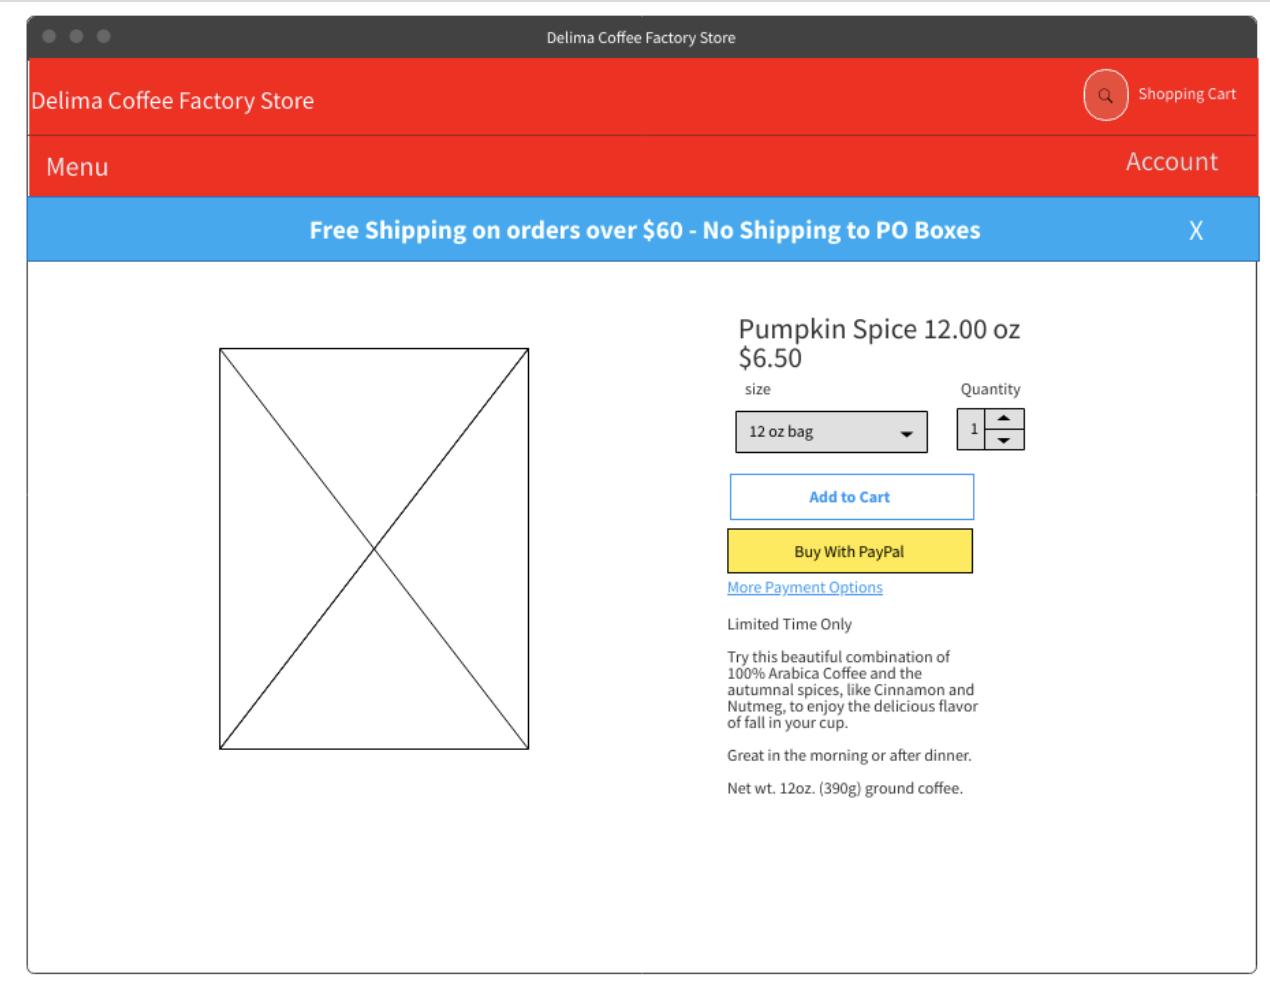 Delima Coffee Factory Store
Delima Coffee Factory Store
Shopping Cart
Menu
Account
Free Shipping on orders over $60 - No Shipping to PO Boxes
X
Pumpkin Spice 12.00 oz
$6.50
size
Quantity
12 oz bag
1
Add to Cart
Buy With PayPal
More Payment Options
Limited Time Only
Try this beautiful combination of
100% Arabica Coffee and the
autumnal spices, like Cinnamon and
Nutmeg, to enjoy the delicious flavor
of fall in your cup.
Great in the morning or after dinner.
Net wt. 12oz. (390g) ground coffee.